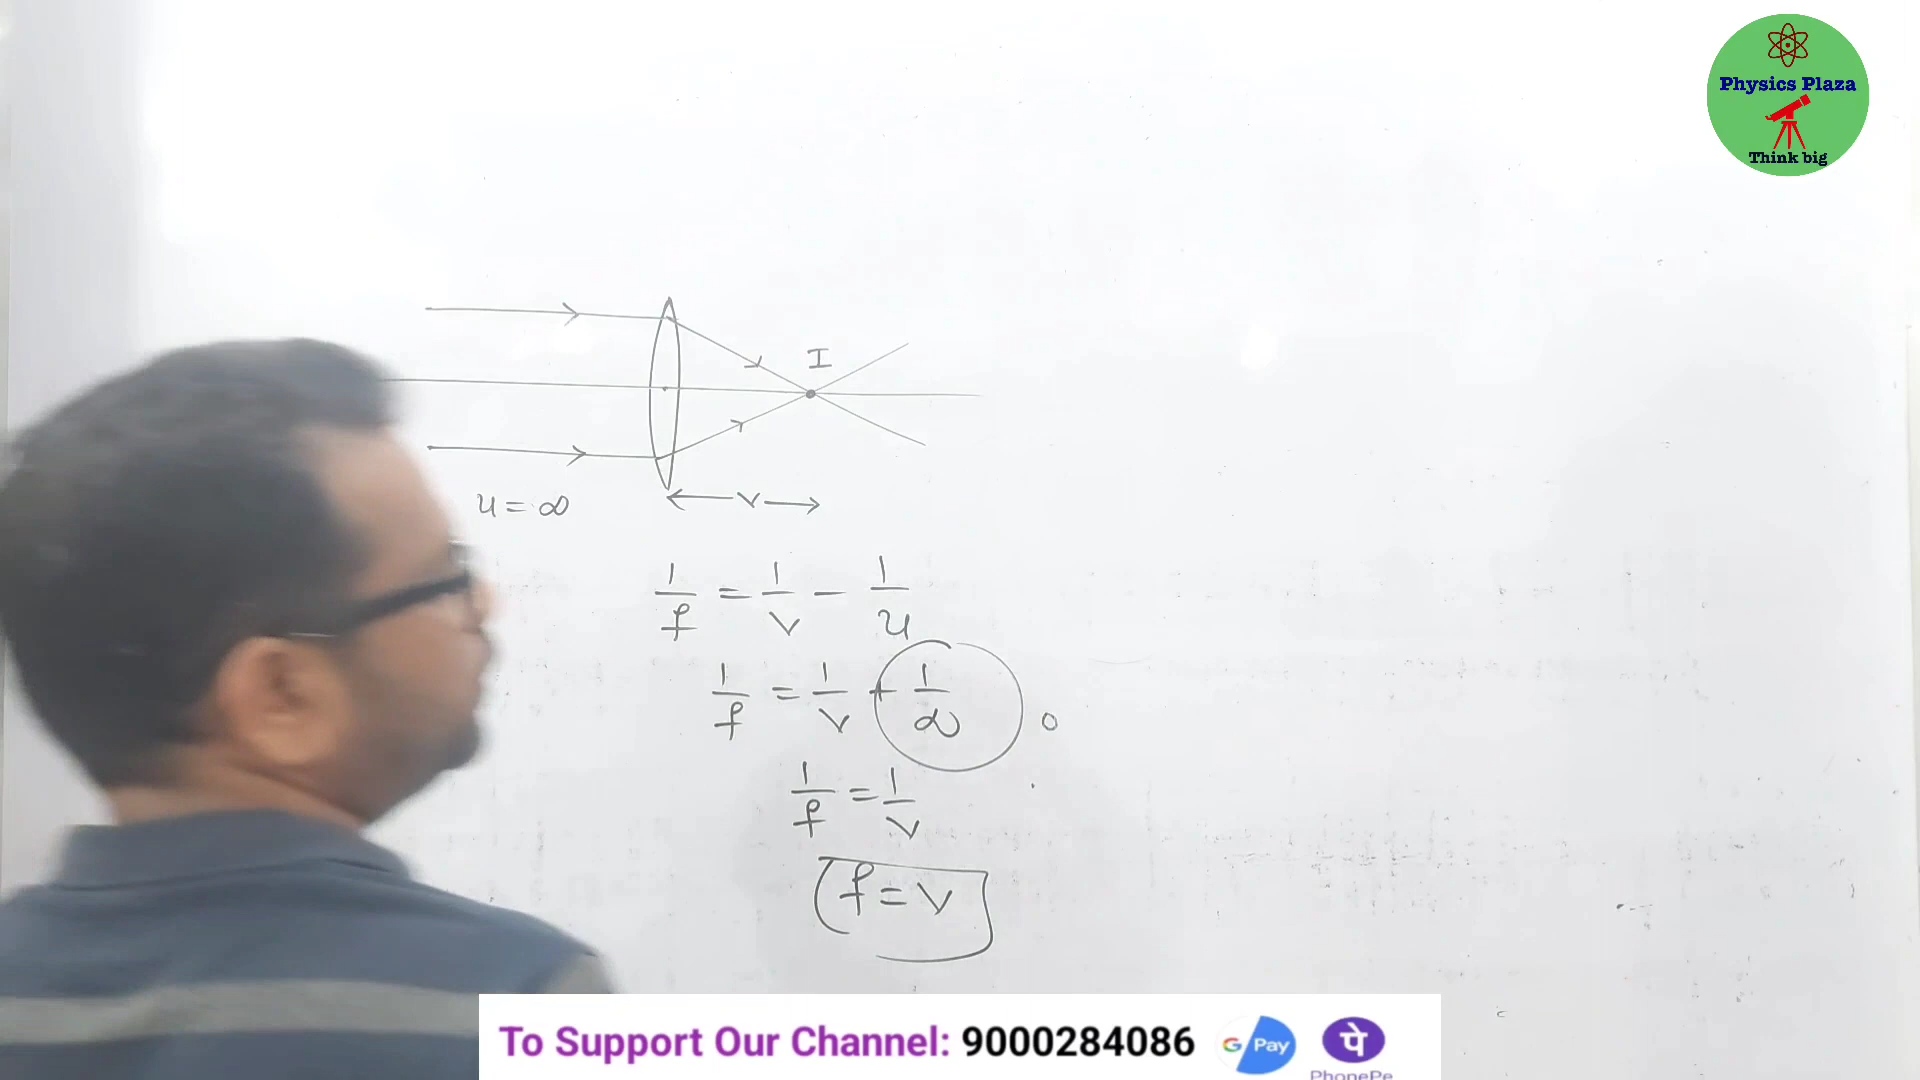 Physics Plaza
Think big
I
u = ∞
v
1/f = 1/v - 1/u
1/f = 1/v + 1/∞ 0
1/f = 1/v
f = v
To Support Our Channel: 9000284086 G Pay पे
PhonePe